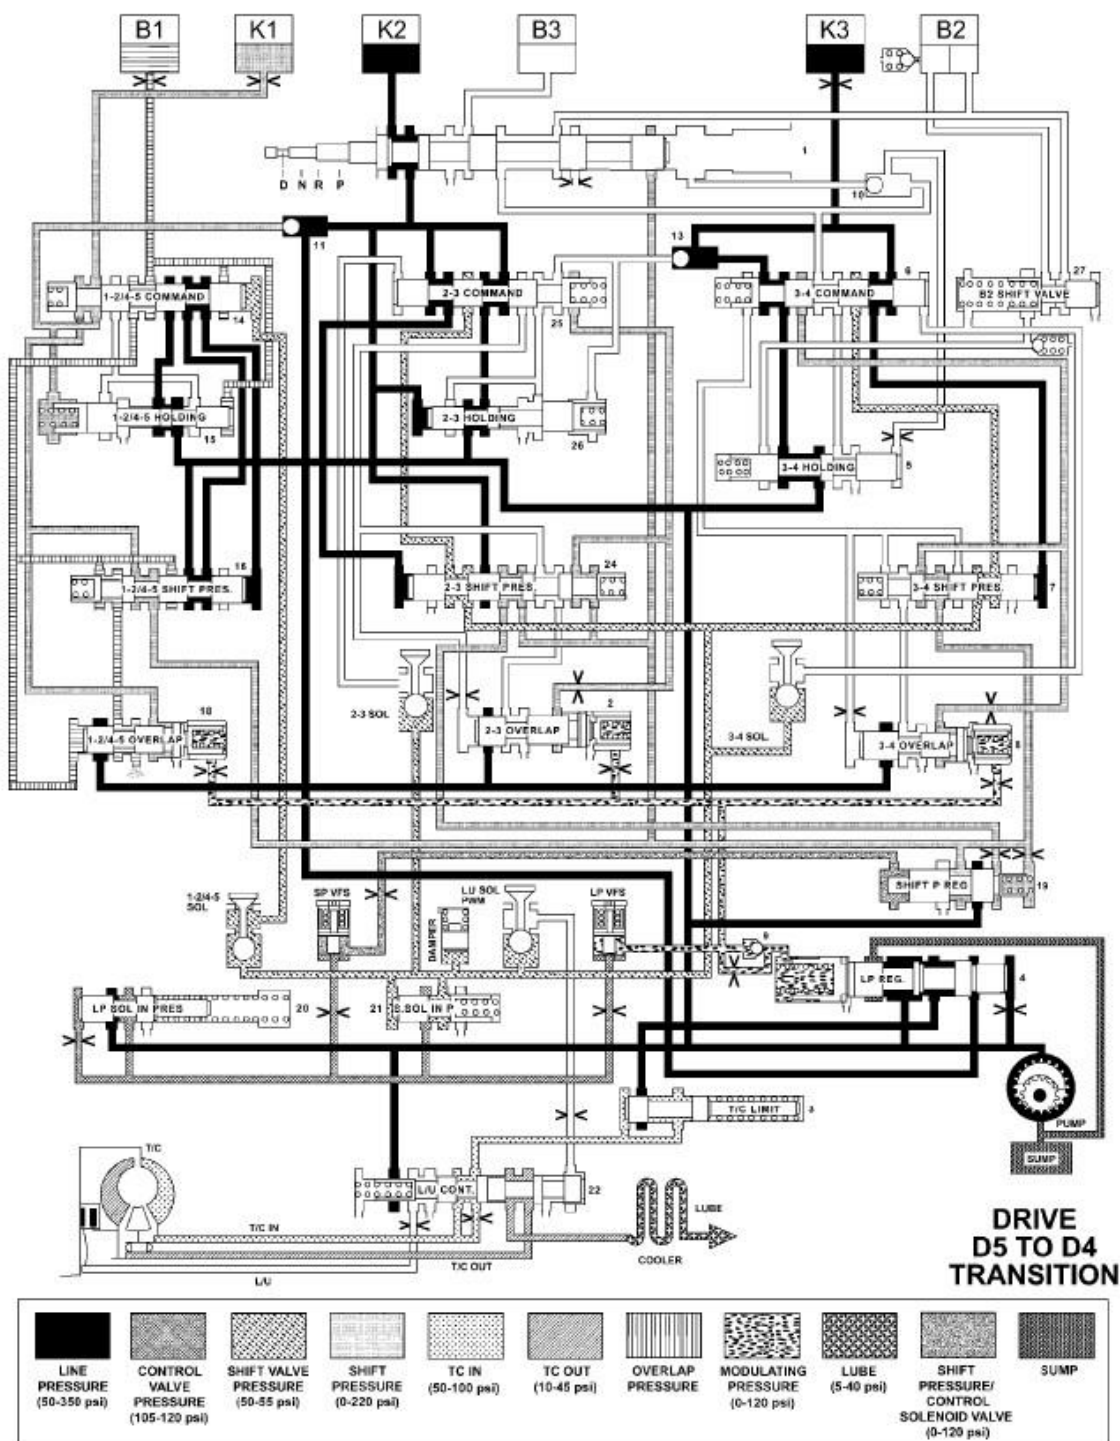 B1 K1 K2 B3 K3 B2
1
D N R P
10
11
13
6
27
1-2/4-5 COMMAND
2-3 COMMAND
3-4 COMMAND
B2 SHIFT VALVE
14
25
1-2/4-5 HOLDING
2-3 HOLDING
15
26
3-4 HOLDING
5
16
24
1-2/4-5 SHIFT PRES.
2-3 SHIFT PRES.
3-4 SHIFT PRES.
7
18
2-3 SOL
2
3-4 SOL
1-2/4-5 OVERLAP
2-3 OVERLAP
3-4 OVERLAP
8
SHIFT P REG
19
1-2/4-5
SOL
SP VFS
DAMPER
LU SOL
PWM
LP VFS
9
LP REG.
4
LP SOL IN PRES
20
21
S.SOL IN P
T/C LIMIT
3
PUMP
SUMP
T/C
L/U CONT.
22
LUBE
T/C IN
COOLER
T/C OUT
L/U
DRIVE
D5 TO D4
TRANSITION
LINE
PRESSURE
(50-350 psi)
CONTROL
VALVE
PRESSURE
(105-120 psi)
SHIFT VALVE
PRESSURE
(50-55 psi)
SHIFT
PRESSURE
(0-220 psi)
TC IN
(50-100 psi)
TC OUT
(10-45 psi)
OVERLAP
PRESSURE
MODULATING
PRESSURE
(0-120 psi)
LUBE
(5-40 psi)
SHIFT
PRESSURE/
CONTROL
SOLENOID VALVE
(0-120 psi)
SUMP